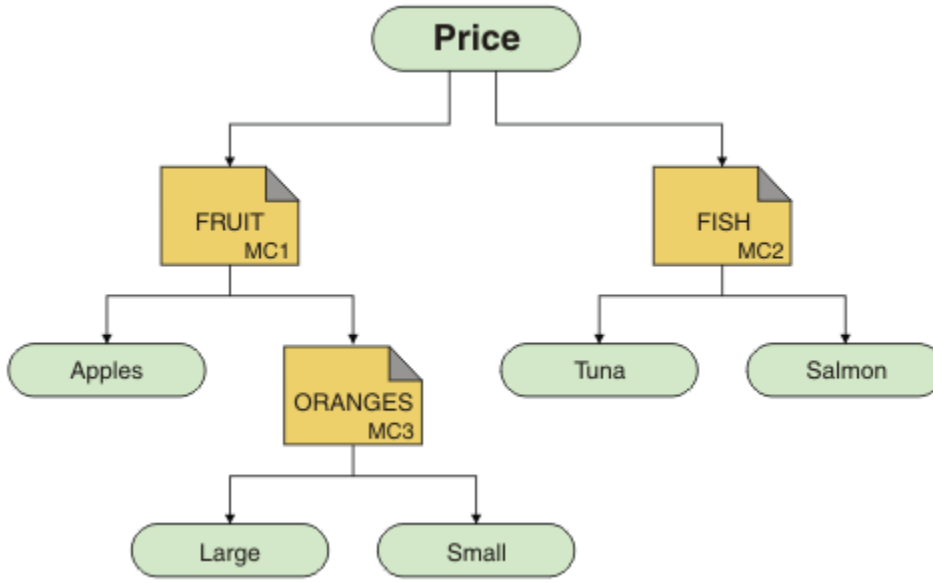 Price
FRUIT
MC1
FISH
MC2
Apples
ORANGES
MC3
Tuna
Salmon
Large
Small